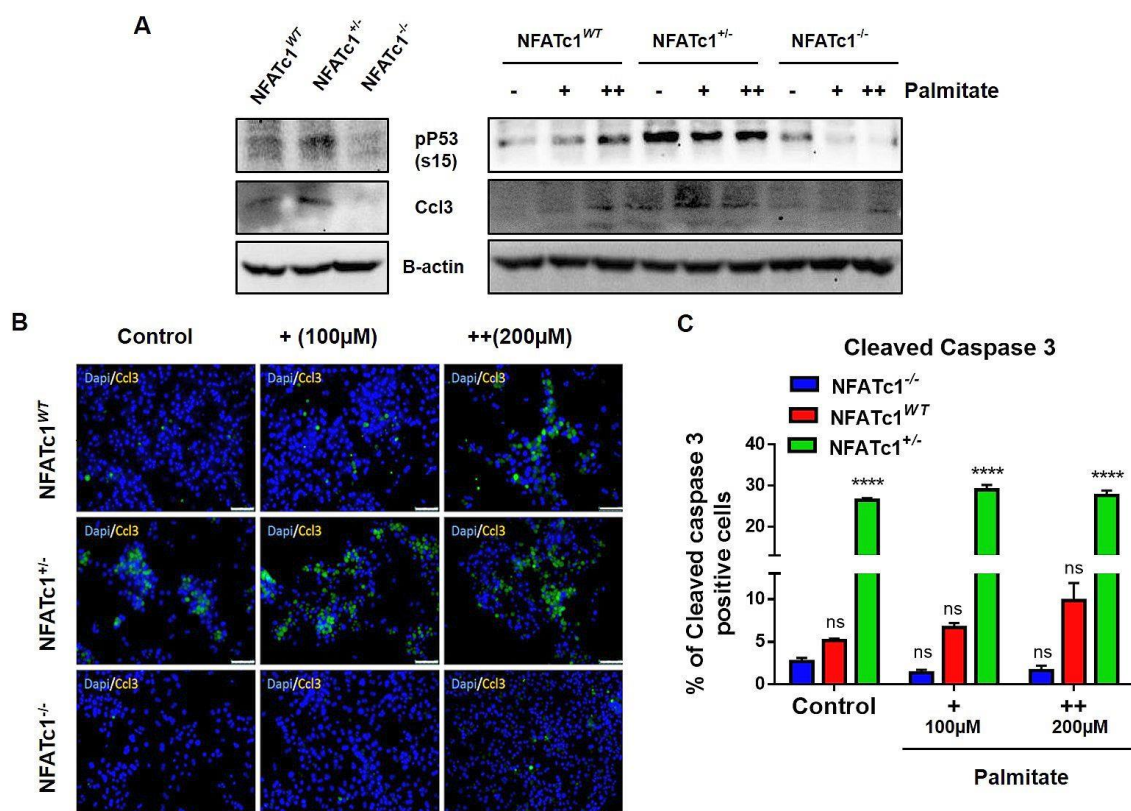 A
NFATc1WT NFATc1+/- NFATc1-/-
NFATc1WT NFATc1+/- NFATc1-/-
- + ++ - + ++ - + ++ Palmitate
pP53
(s15)
Ccl3
B-actin
B
Control + (100µM) ++(200µM)
NFATc1WT
Dapi/Ccl3 Dapi/Ccl3 Dapi/Ccl3
NFATc1+/-
Dapi/Ccl3 Dapi/Ccl3 Dapi/Ccl3
NFATc1-/-
Dapi/Ccl3 Dapi/Ccl3 Dapi/Ccl3
C
Cleaved Caspase 3
NFATc1-/-
NFATc1WT
NFATc1+/-
% of Cleaved caspase 3
positive cells
40
30
20
10
5
0
ns **** ns ns **** ns ns ****
Control + ++
100µM 200µM
Palmitate